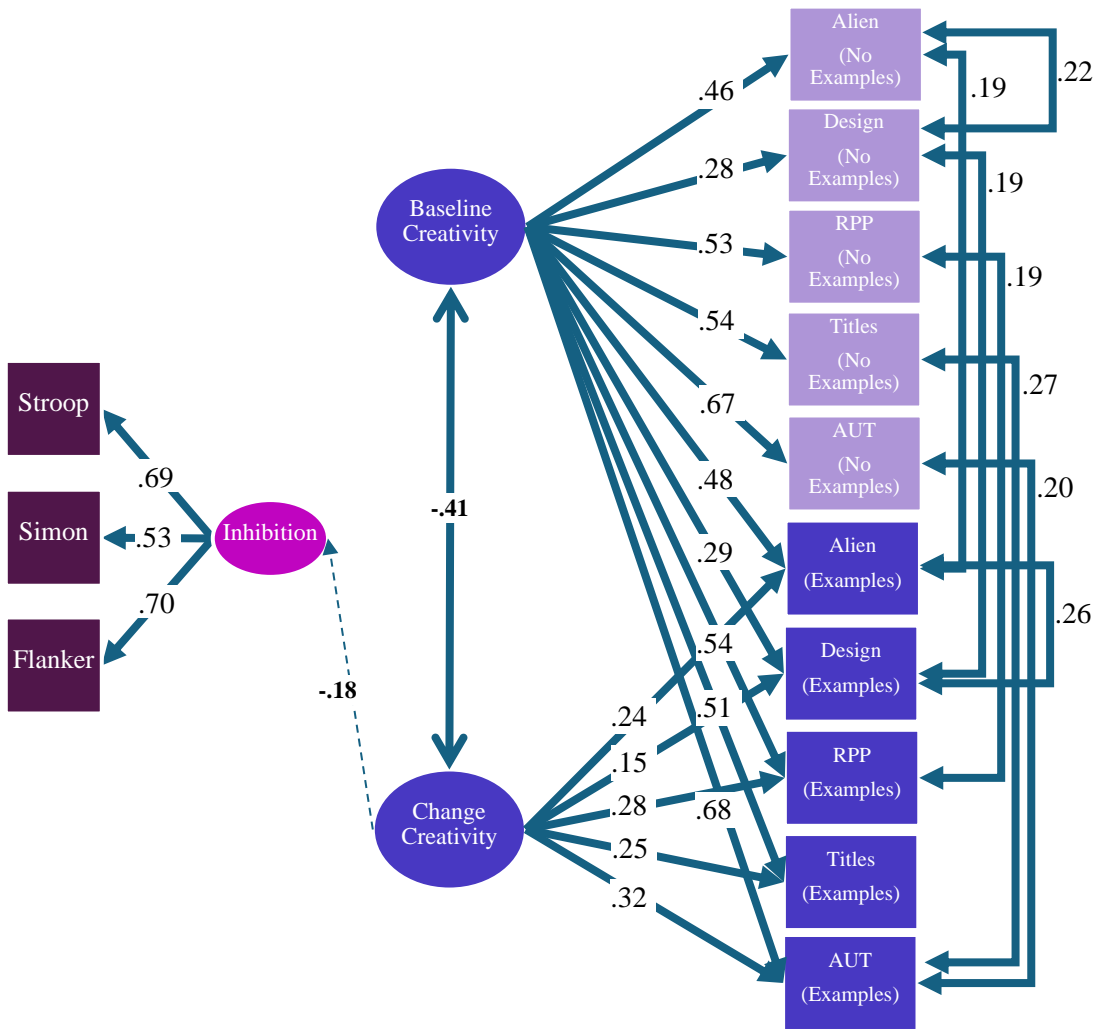 Alien
(No
Examples)
.46
.19
.22
Design
(No
Examples)
.28
.19
Baseline
Creativity
RPP
(No
Examples)
.53
.19
Titles
(No
Examples)
.54
.27
AUT
(No
Examples)
.67
.20
Stroop
.69
Simon
.53
Inhibition
.70
Flanker
-.41
-.18
.48
Alien
(Examples)
.29
.26
.54
Design
(Examples)
.24
.51
.15
RPP
(Examples)
.28
.68
Change
Creativity
.25
Titles
(Examples)
.32
AUT
(Examples)